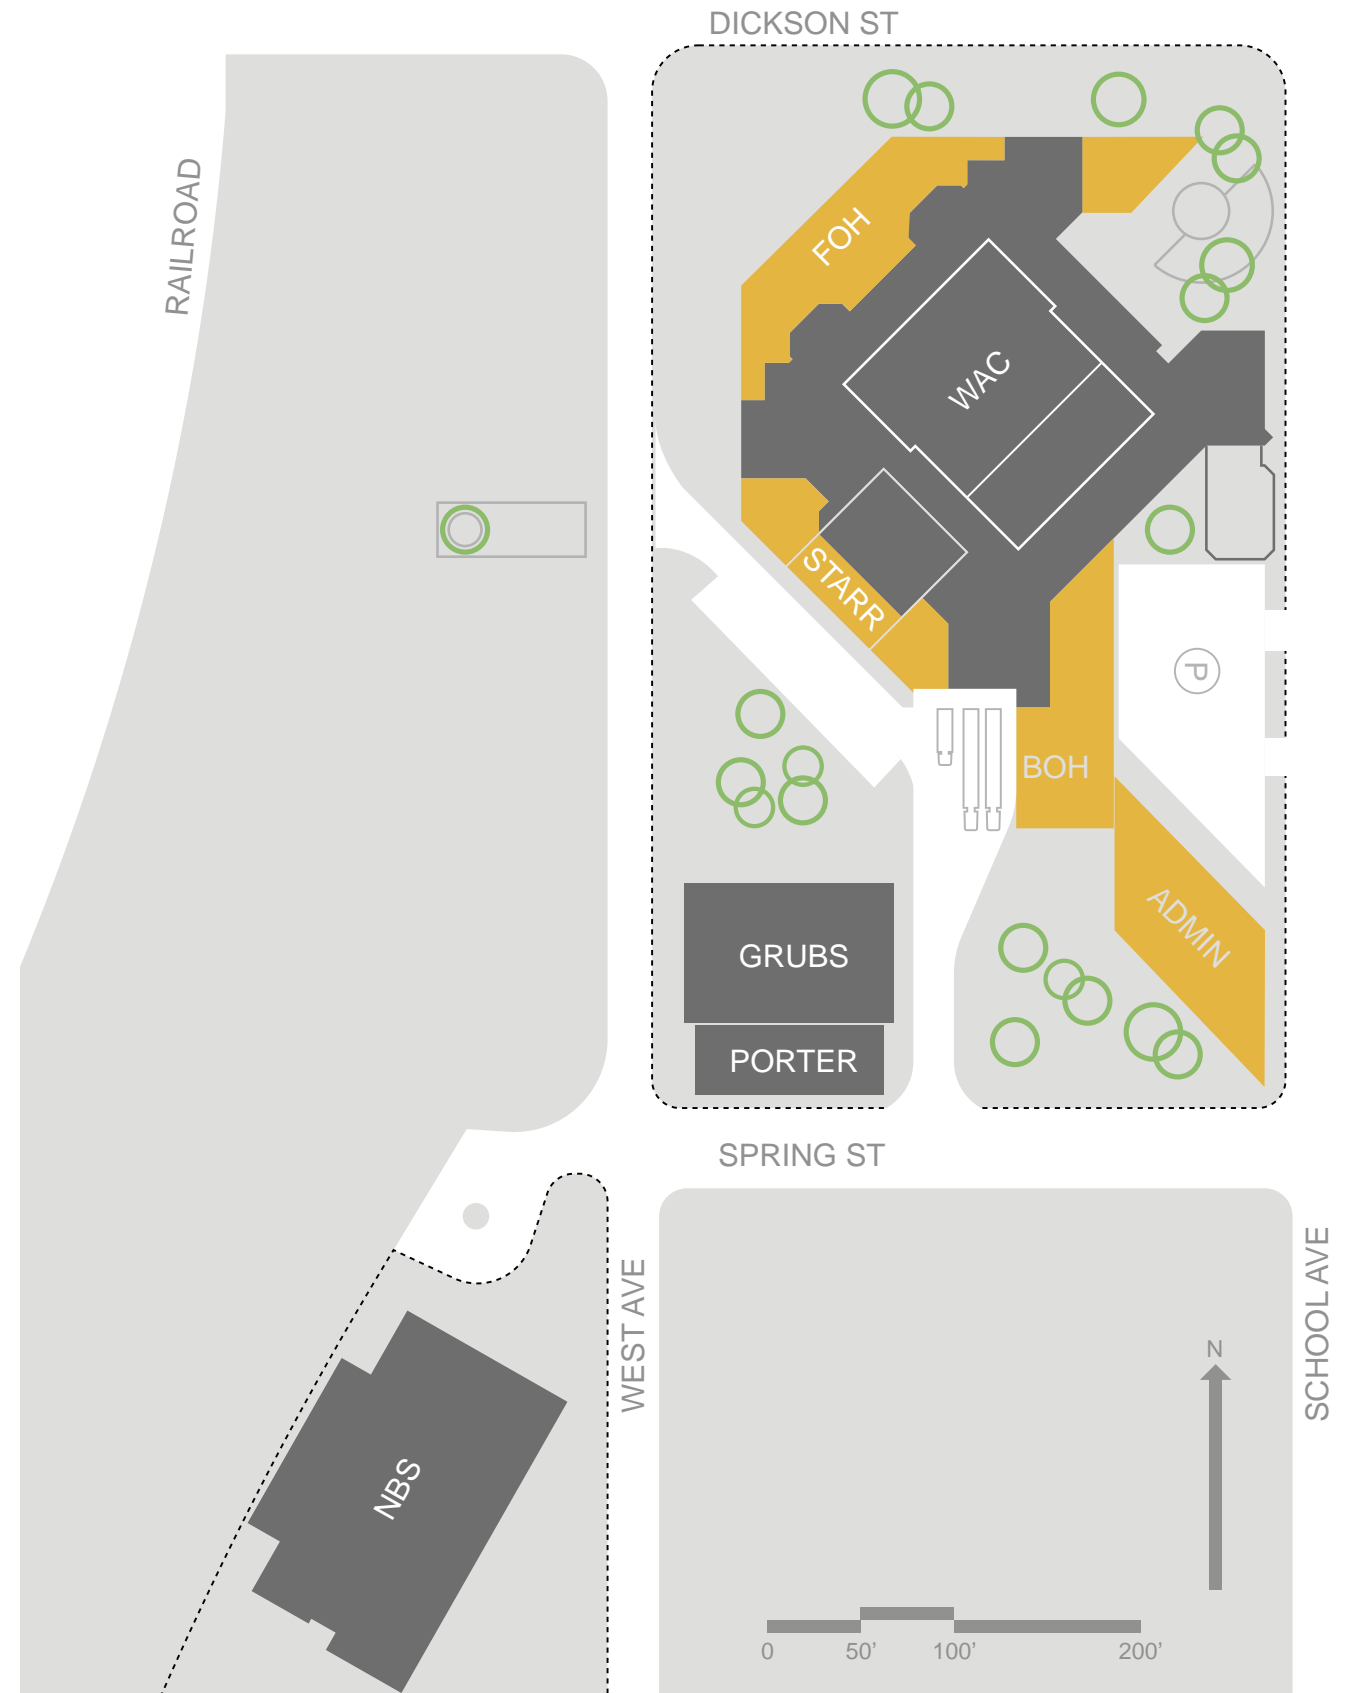 DICKSON ST
RAILROAD
FOH
WAC
STARR
P
BOH
ADMIN
GRUBS
PORTER
SPRING ST
WEST AVE
SCHOOL AVE
N
NBS
0 50’ 100’ 200’